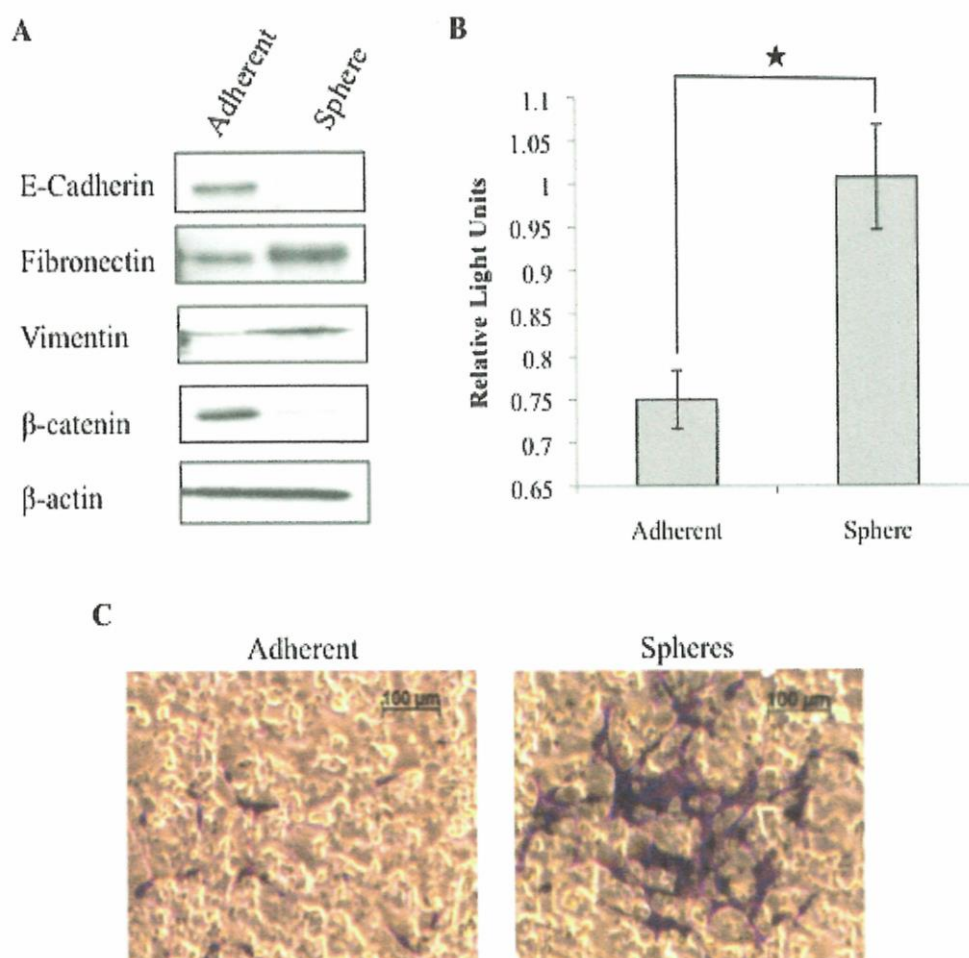 A
Adherent
Sphere
E-Cadherin
Fibronectin
Vimentin
β-catenin
β-actin
B
★
Relative Light Units
1.1
1.05
1
0.95
0.9
0.85
0.8
0.75
0.7
0.65
Adherent
Sphere
C
Adherent
Spheres
100 µm
100 µm